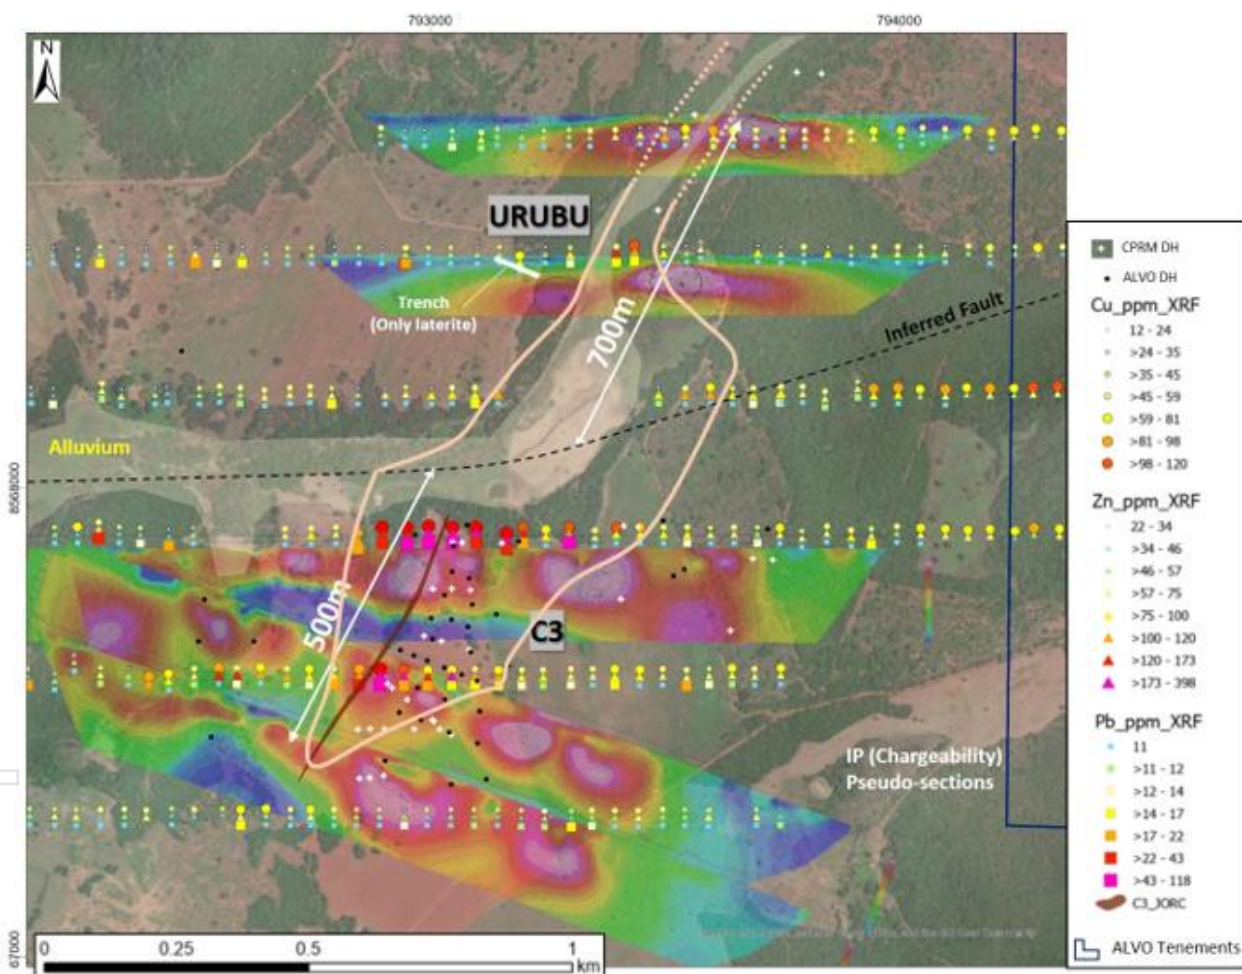 793000
794000
N
URUBU
Trench
(Only laterite)
700m
Inferred Fault
Alluvium
8568000
500m
C3
IP (Chargeability)
Pseudo-sections
67000
0
0.25
0.5
1
km
CPRM DH
ALVO DH
Cu_ppm_XRF
12 - 24
>24 - 35
>35 - 45
>45 - 59
>59 - 81
>81 - 98
>98 - 120
Zn_ppm_XRF
22 - 34
>34 - 46
>46 - 57
>57 - 75
>75 - 100
>100 - 120
>120 - 173
>173 - 398
Pb_ppm_XRF
11
>11 - 12
>12 - 14
>14 - 17
>17 - 22
>22 - 43
>43 - 118
C3_JORC
ALVO Tenements